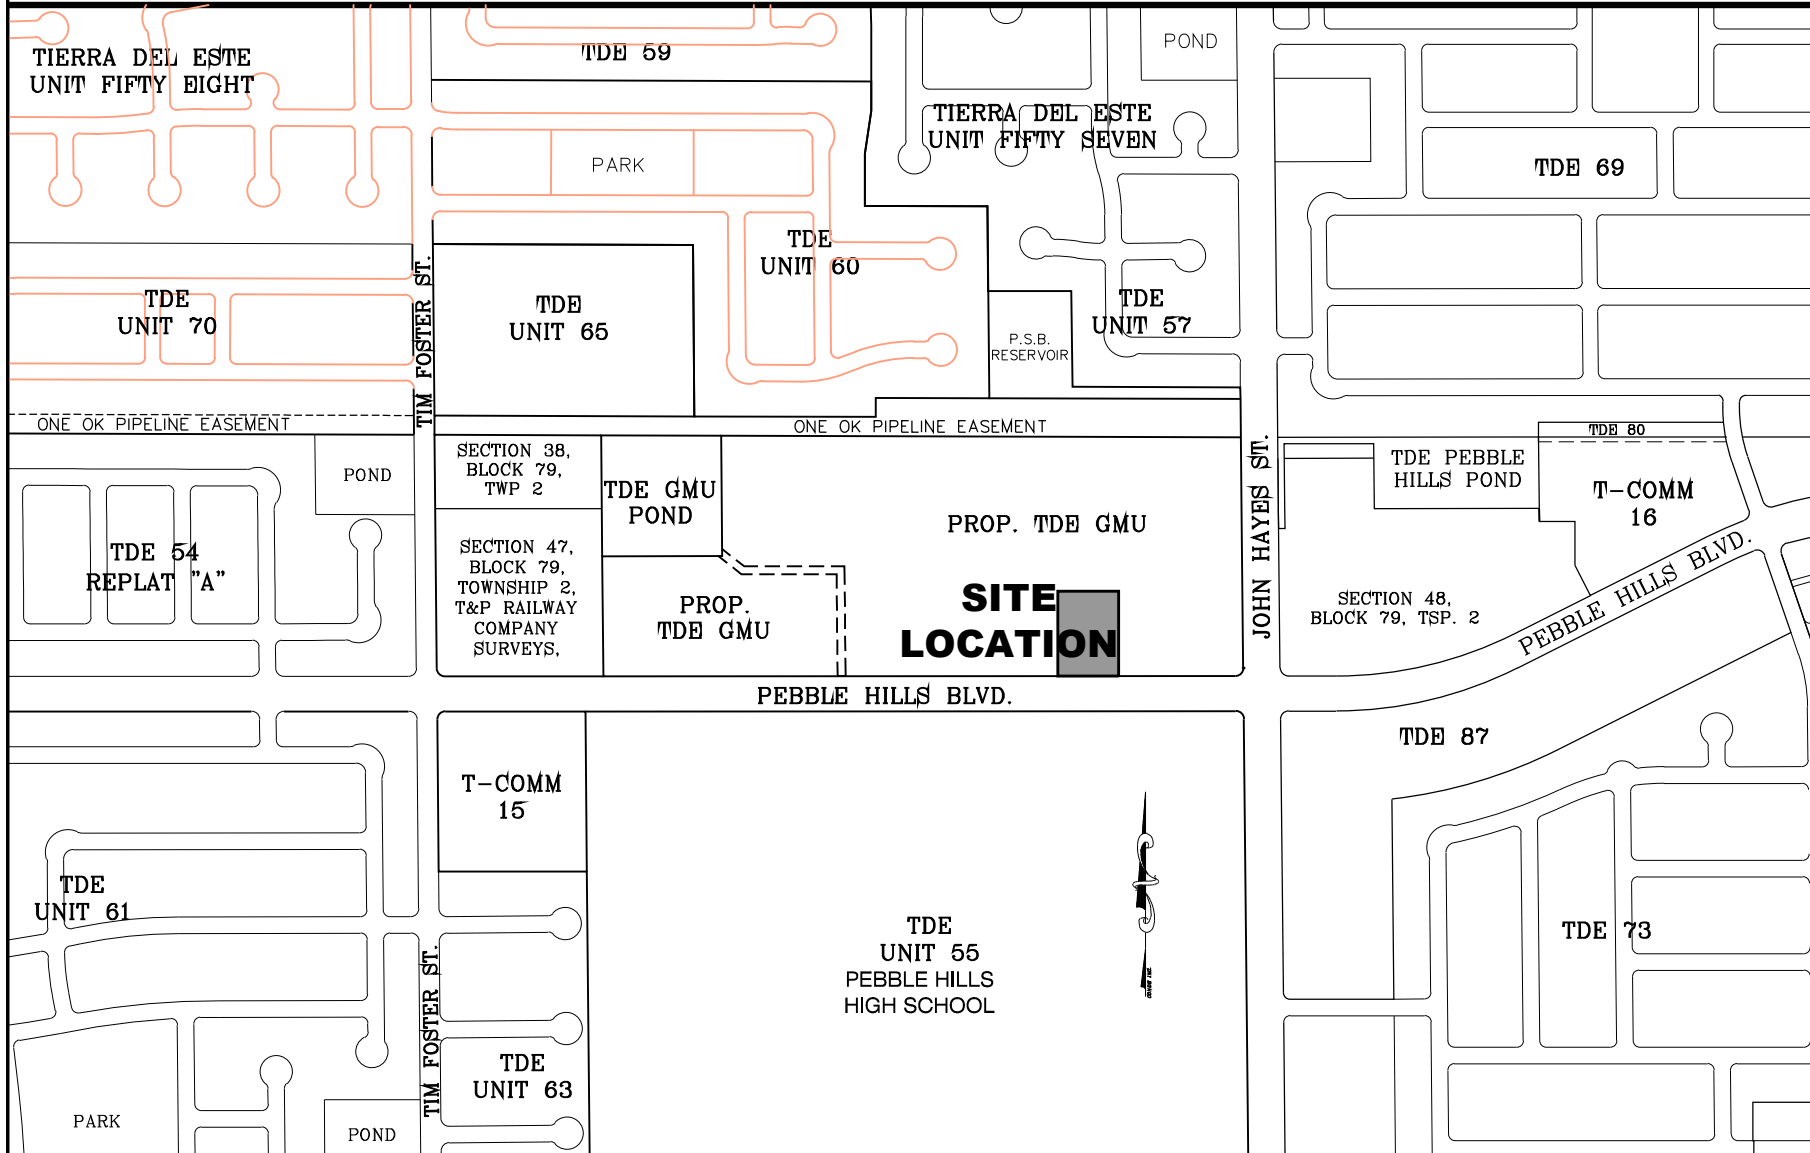 TIERRA DEL ESTE
UNIT FIFTY EIGHT
TDE 59
POND
TIERRA DEL ESTE
UNIT FIFTY SEVEN
PARK
TDE 69
TDE
UNIT 60
TDE
UNIT 70
TIM FOSTER ST.
TDE
UNIT 65
TDE
UNIT 57
P.S.B.
RESERVOIR
ONE OK PIPELINE EASEMENT
ONE OK PIPELINE EASEMENT
TDE 80
POND
SECTION 38,
BLOCK 79,
TWP 2
TDE GMU
POND
PROP. TDE GMU
JOHN HAYES ST.
TDE PEBBLE
HILLS POND
T-COMM
16
TDE 54
REPLAT "A"
SECTION 47,
BLOCK 79,
TOWNSHIP 2,
T&P RAILWAY
COMPANY
SURVEYS,
PROP.
TDE GMU
SITE
LOCATION
SECTION 48,
BLOCK 79, TSP. 2
PEBBLE HILLS BLVD.
PEBBLE HILLS BLVD.
TDE 87
T-COMM
15
TDE
UNIT 61
TDE
UNIT 55
PEBBLE HILLS
HIGH SCHOOL
TDE 73
TIM FOSTER ST.
TDE
UNIT 63
PARK
POND